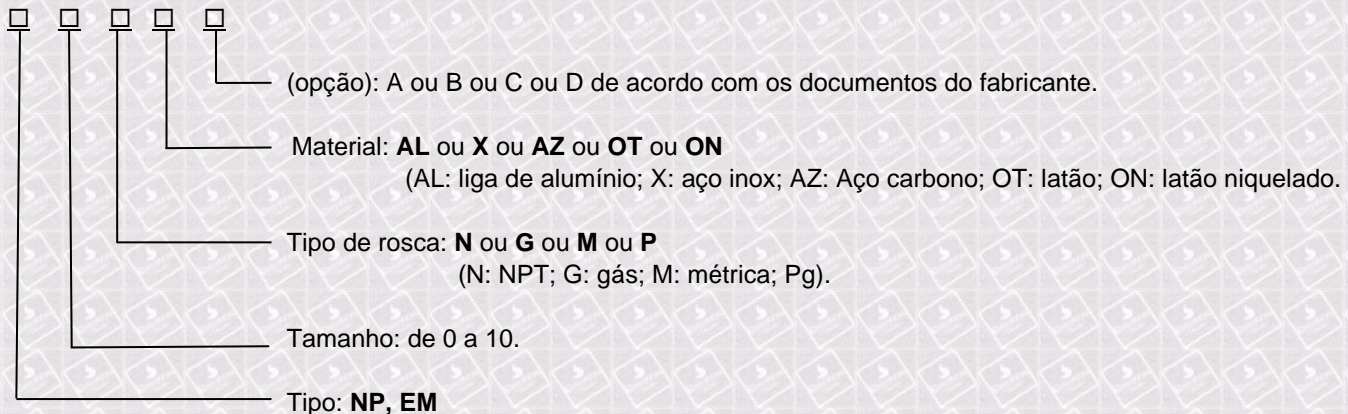 □ □ □ □ □
(opção): A ou B ou C ou D de acordo com os documentos do fabricante.
Material: AL ou X ou AZ ou OT ou ON
(AL: liga de alumínio; X: aço inox; AZ: Aço carbono; OT: latão; ON: latão niquelado.
Tipo de rosca: N ou G ou M ou P
(N: NPT; G: gás; M: métrica; Pg).
Tamanho: de 0 a 10.
Tipo: NP, EM